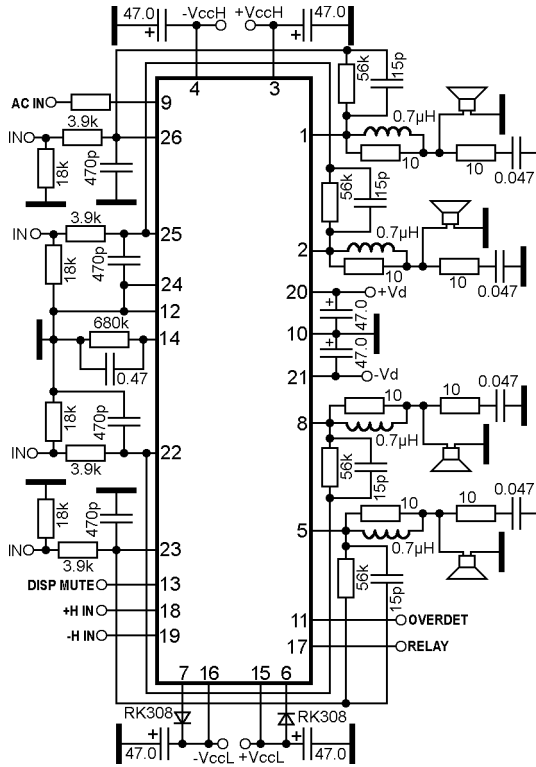 47.0
-VccH
+VccH
47.0
4
3
56k
15p
AC IN
9
3.9k
IN
26
18k
470p
1
0.7µH
10
10
0.047
3.9k
IN
25
18k
470p
24
12
56k
15p
2
0.7µH
10
10
0.047
680k
14
0.47
20
+Vd
47.0
10
47.0
21
-Vd
18k
470p
IN
22
3.9k
10
10
0.047
8
0.7µH
56k
15p
18k
470p
IN
23
3.9k
10
10
0.047
5
0.7µH
56k
15p
DISP MUTE
13
+H IN
18
-H IN
19
11
OVERDET
17
RELAY
7
16
15
6
RK308
RK308
47.0
-VccL
+VccL
47.0